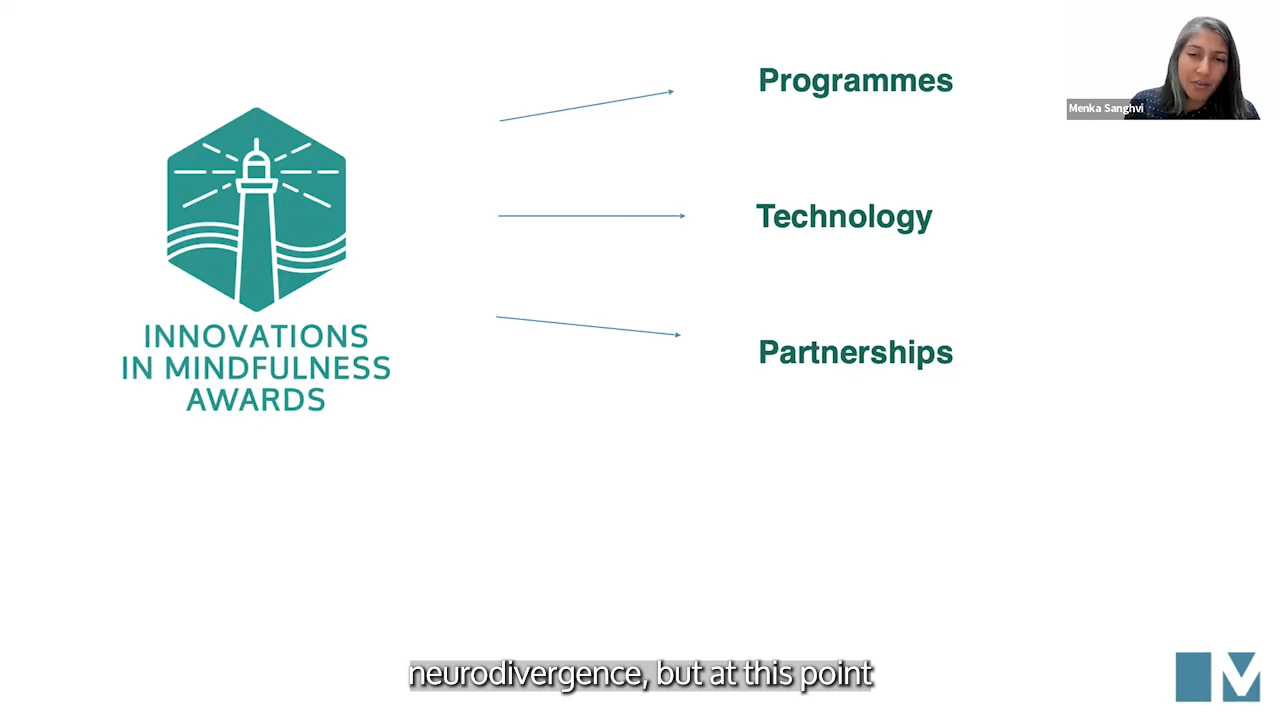 Programmes
Menka Sanghvi
Technology
INNOVATIONS
IN MINDFULNESS
AWARDS
Partnerships
neurodivergence, but at this point